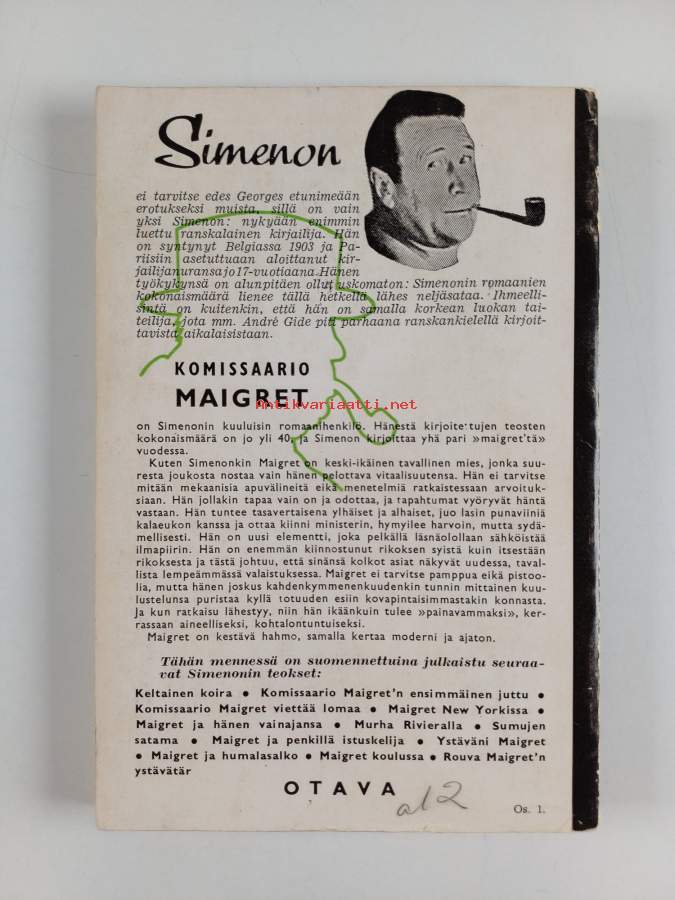 Simenon
ei tarvitse edes Georges etunimeään
erotukseksi muista, sillä on vain
yksi Simenon: nykyään enimmin
luettu ranskalainen kirjailija. Hän
on syntynyt Belgiassa 1903 ja Pa-
riisiin asetuttuaan aloittanut kir-
jailijanuransa jo 17-vuotiaana. Hänen
työkykynsä on alunpitäen ollut uskomaton: Simenonin romaanien
kokonaismäärä lienee tällä hetkellä lähes neljäsataa. Ihmeelli-
sintä on kuitenkin, että hän on samalla korkean luokan tai-
teilija, jota mm. André Gide piti parhaana ranskankielellä kirjoit-
tavista aikalaisistaan.
KOMISSAARIO
MAIGRET
antikvariaatti.net
on Simenonin kuuluisin romaanihenkilö. Hänestä kirjoitettujen teosten
kokonaismäärä on jo yli 40, ja Simenon kirjoittaa yhä pari »maigret'tä»
vuodessa.
Kuten Simenonkin Maigret on keski-ikäinen tavallinen mies, jonka suu-
resta joukosta nostaa vain hänen pelottava vitaalisuutensa. Hän ei tarvitse
mitään mekaanisia apuvälineitä eikä menetelmiä ratkaistessaan arvoituk-
siaan. Hän jollakin tapaa vain on ja odottaa, ja tapahtumat vyöryvät häntä
vastaan. Hän tuntee tasavertaisena ylhäiset ja alhaiset, juo lasin punaviiniä
kalaeukon kanssa ja ottaa kiinni ministerin, hymyilee harvoin, mutta sydä-
mellisesti. Hän on uusi elementti, joka pelkällä läsnäolollaan sähköistää
ilmapiirin. Hän on enemmän kiinnostunut rikoksen syistä kuin itsestään
rikoksesta ja tästä johtuu, että sinänsä kolkot asiat näkyvät uudessa, taval-
lista lempeämmässä valaistuksessa. Maigret ei tarvitse pamppua eikä pistoo-
lia, mutta hänen joskus kahdenkymmenenkuudenkin tunnin mittainen kuu-
lustelunsa puristaa kyllä totuuden esiin kovapintaisimmastakin konnasta.
Ja kun ratkaisu lähestyy, niin hän ikäänkuin tulee »painavammaksi», ker-
rassaan aineelliseksi, kohtalontuntuiseksi.
Maigret on kestävä hahmo, samalla kertaa moderni ja ajaton.
Tähän mennessä on suomennettuina julkaistu seuraa-
vat Simenonin teokset:
Keltainen koira • Komissaario Maigret'n ensimmäinen juttu •
Komissaario Maigret viettää lomaa • Maigret New Yorkissa •
Maigret ja hänen vainajansa • Murha Rivieralla • Sumujen
satama • Maigret ja penkillä istuskelija • Ystäväni Maigret
• Maigret ja humalasalko • Maigret koulussa • Rouva Maigret'n
ystävätär
OTAVA
a12
Os. 1.